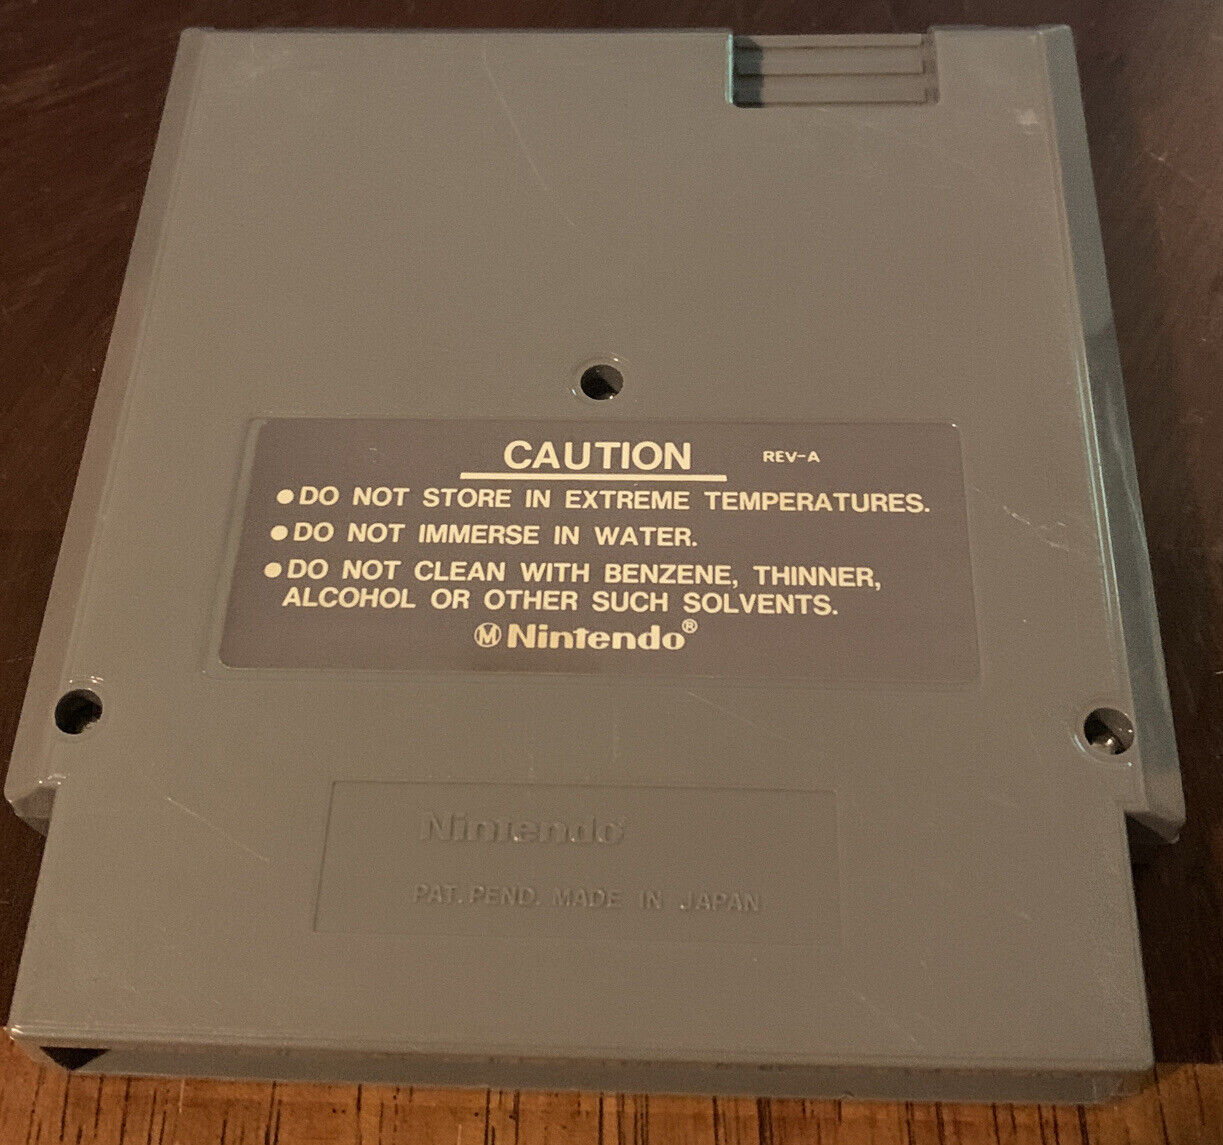 CAUTION REV-A
●DO NOT STORE IN EXTREME TEMPERATURES.
●DO NOT IMMERSE IN WATER.
●DO NOT CLEAN WITH BENZENE, THINNER,
ALCOHOL OR OTHER SUCH SOLVENTS.
Ⓜ Nintendo®
Nintendo
PAT. PEND. MADE IN JAPAN